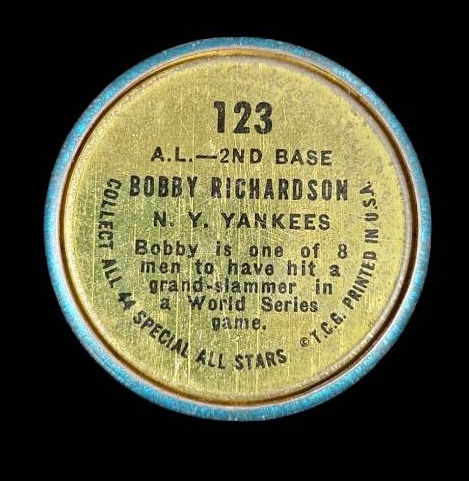 123
A.L.—2ND BASE
BOBBY RICHARDSON
N. Y. YANKEES
Bobby is one of 8
men to have hit a
grand-slammer in
a World Series
game.
COLLECT ALL 44 SPECIAL ALL STARS
©T.C.G. PRINTED IN U.S.A.